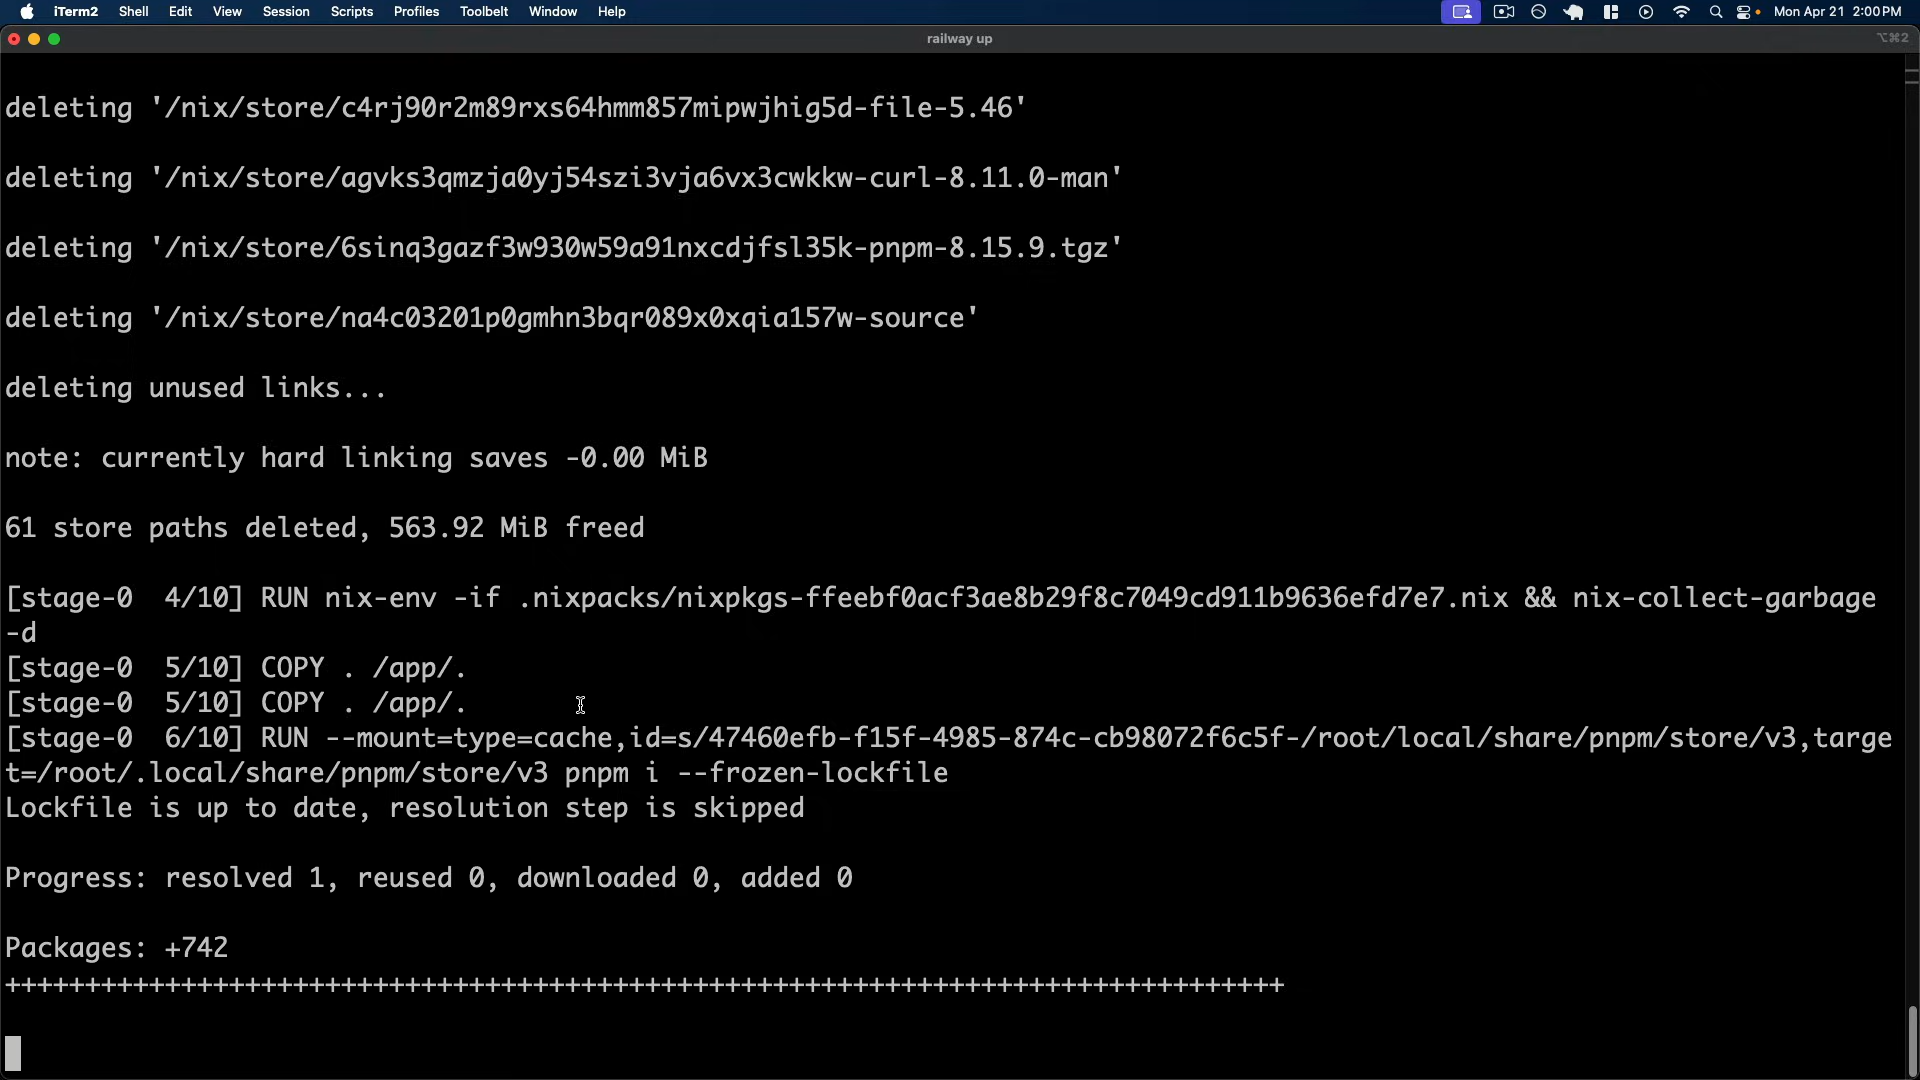 iTerm2 Shell Edit View Session Scripts Profiles Toolbelt Window Help Mon Apr 21 2:00 PM
railway up ⌥⌘2
deleting '/nix/store/c4rj90r2m89rxs64hmm857mipwjhig5d-file-5.46'
deleting '/nix/store/agvks3qmzja0yj54szi3vja6vx3cwkkw-curl-8.11.0-man'
deleting '/nix/store/6sinq3gazf3w930w59a91nxcdjfsl35k-pnpm-8.15.9.tgz'
deleting '/nix/store/na4c03201p0gmhn3bqr089x0xqia157w-source'
deleting unused links...
note: currently hard linking saves -0.00 MiB
61 store paths deleted, 563.92 MiB freed
[stage-0  4/10] RUN nix-env -if .nixpacks/nixpkgs-ffeebf0acf3ae8b29f8c7049cd911b9636efd7e7.nix && nix-collect-garbage
-d
[stage-0  5/10] COPY . /app/.
[stage-0  5/10] COPY . /app/.
[stage-0  6/10] RUN --mount=type=cache,id=s/47460efb-f15f-4985-874c-cb98072f6c5f-/root/local/share/pnpm/store/v3,targe
t=/root/.local/share/pnpm/store/v3 pnpm i --frozen-lockfile
Lockfile is up to date, resolution step is skipped
Progress: resolved 1, reused 0, downloaded 0, added 0
Packages: +742
++++++++++++++++++++++++++++++++++++++++++++++++++++++++++++++++++++++++++++++++